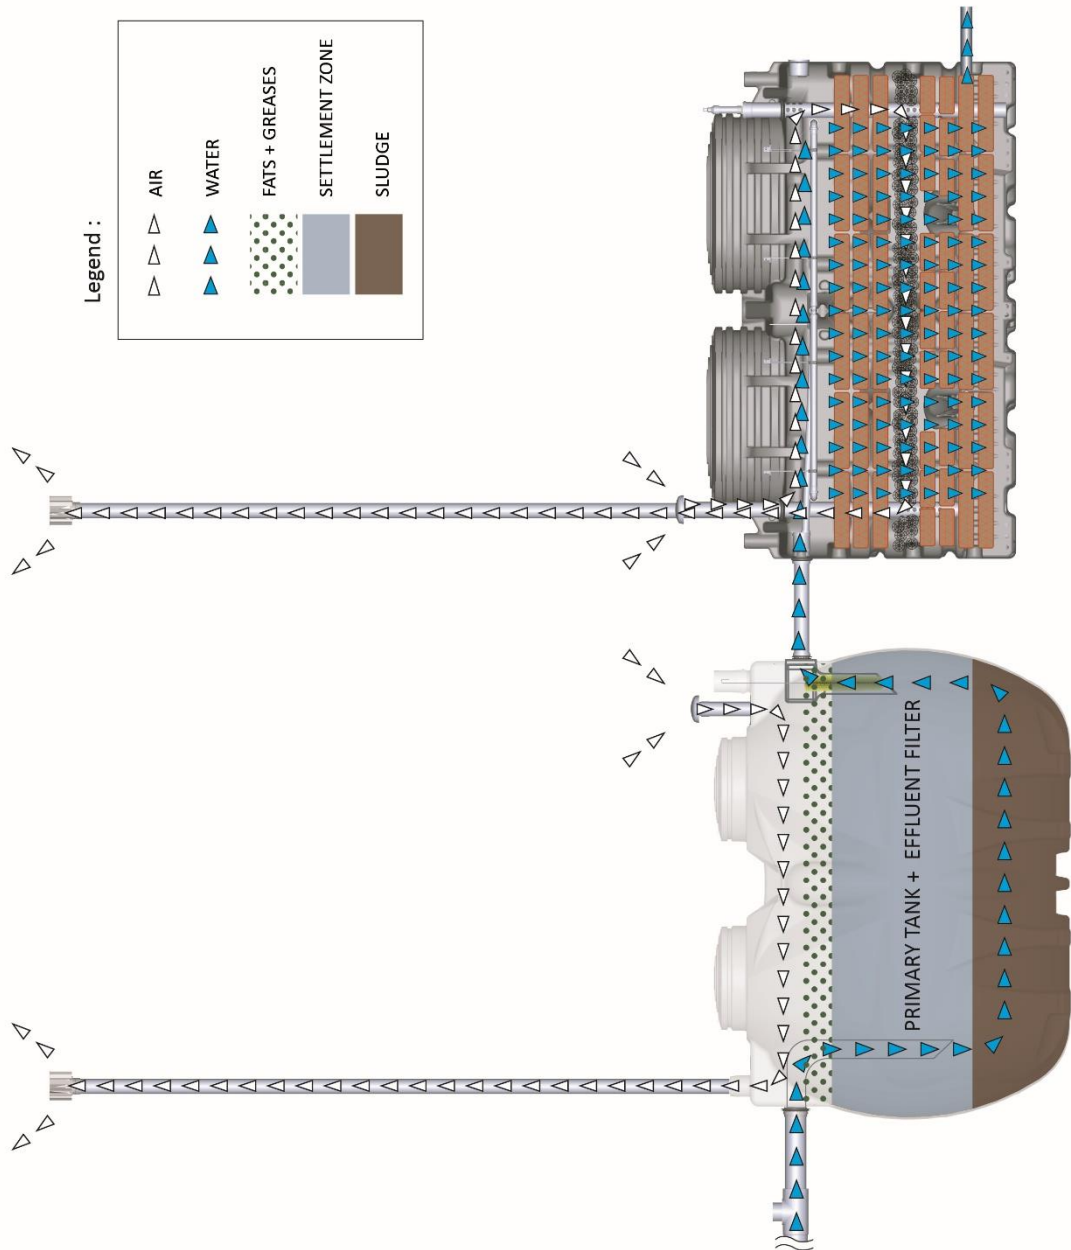 Legend :
AIR
WATER
FATS + GREASES
SETTLEMENT ZONE
SLUDGE
PRIMARY TANK + EFFLUENT FILTER